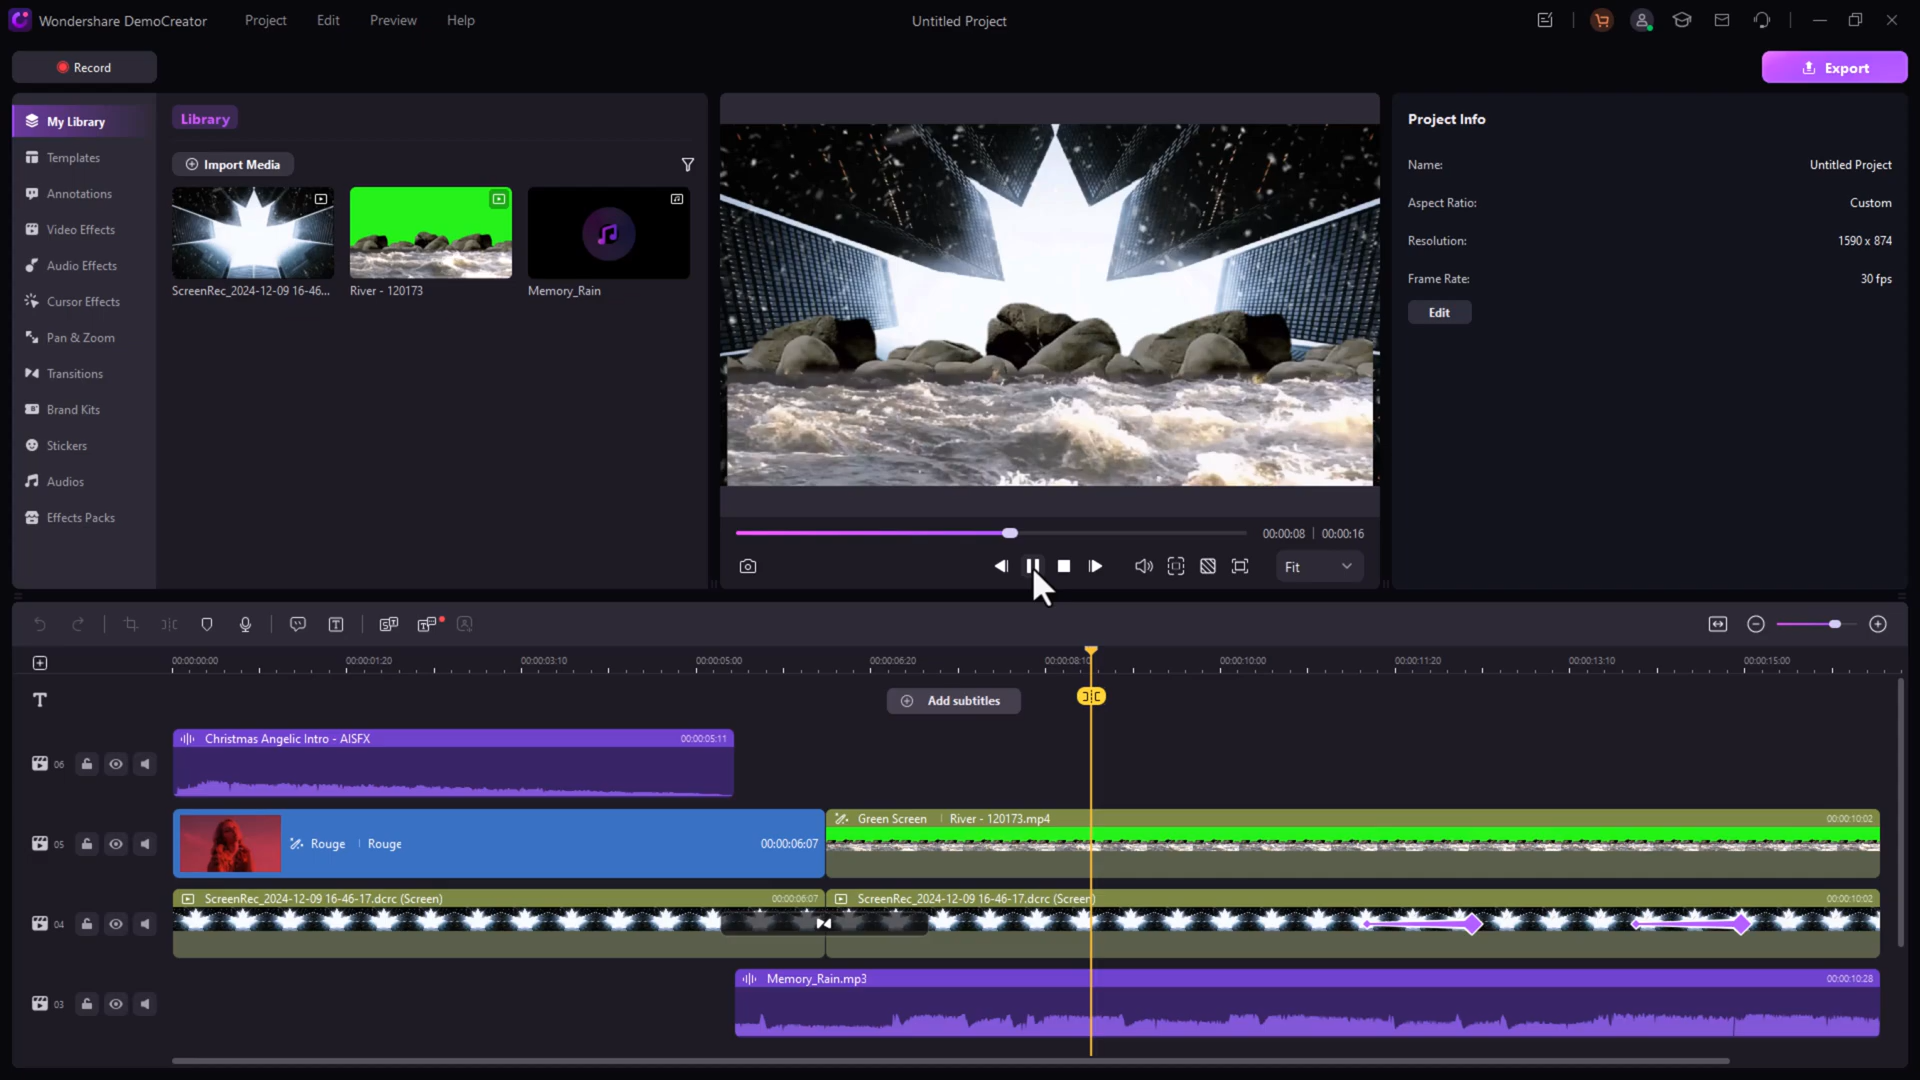 Wondershare DemoCreator
Project
Edit
Preview
Help
Untitled Project
Record
Export
My Library
Templates
Annotations
Video Effects
Audio Effects
Cursor Effects
Pan & Zoom
Transitions
Brand Kits
Stickers
Audios
Effects Packs
Library
Import Media
ScreenRec_2024-12-09 16-46...
River - 120173
Memory_Rain
00:00:08 | 00:00:16
Fit
Project Info
Name:
Untitled Project
Aspect Ratio:
Custom
Resolution:
1590 x 874
Frame Rate:
30 fps
Edit
00:00:00:00
00:00:01:20
00:00:03:10
00:00:05:00
00:00:06:20
00:00:08:10
00:00:10:00
00:00:11:20
00:00:13:10
00:00:15:00
Add subtitles
06
Christmas Angelic Intro - AISFX
00:00:05:11
05
Rouge | Rouge
00:00:06:07
Green Screen | River - 120173.mp4
00:00:10:02
04
ScreenRec_2024-12-09 16-46-17.dcrc (Screen)
00:00:06:07
ScreenRec_2024-12-09 16-46-17.dcrc (Screen)
00:00:10:02
03
Memory_Rain.mp3
00:00:10:28